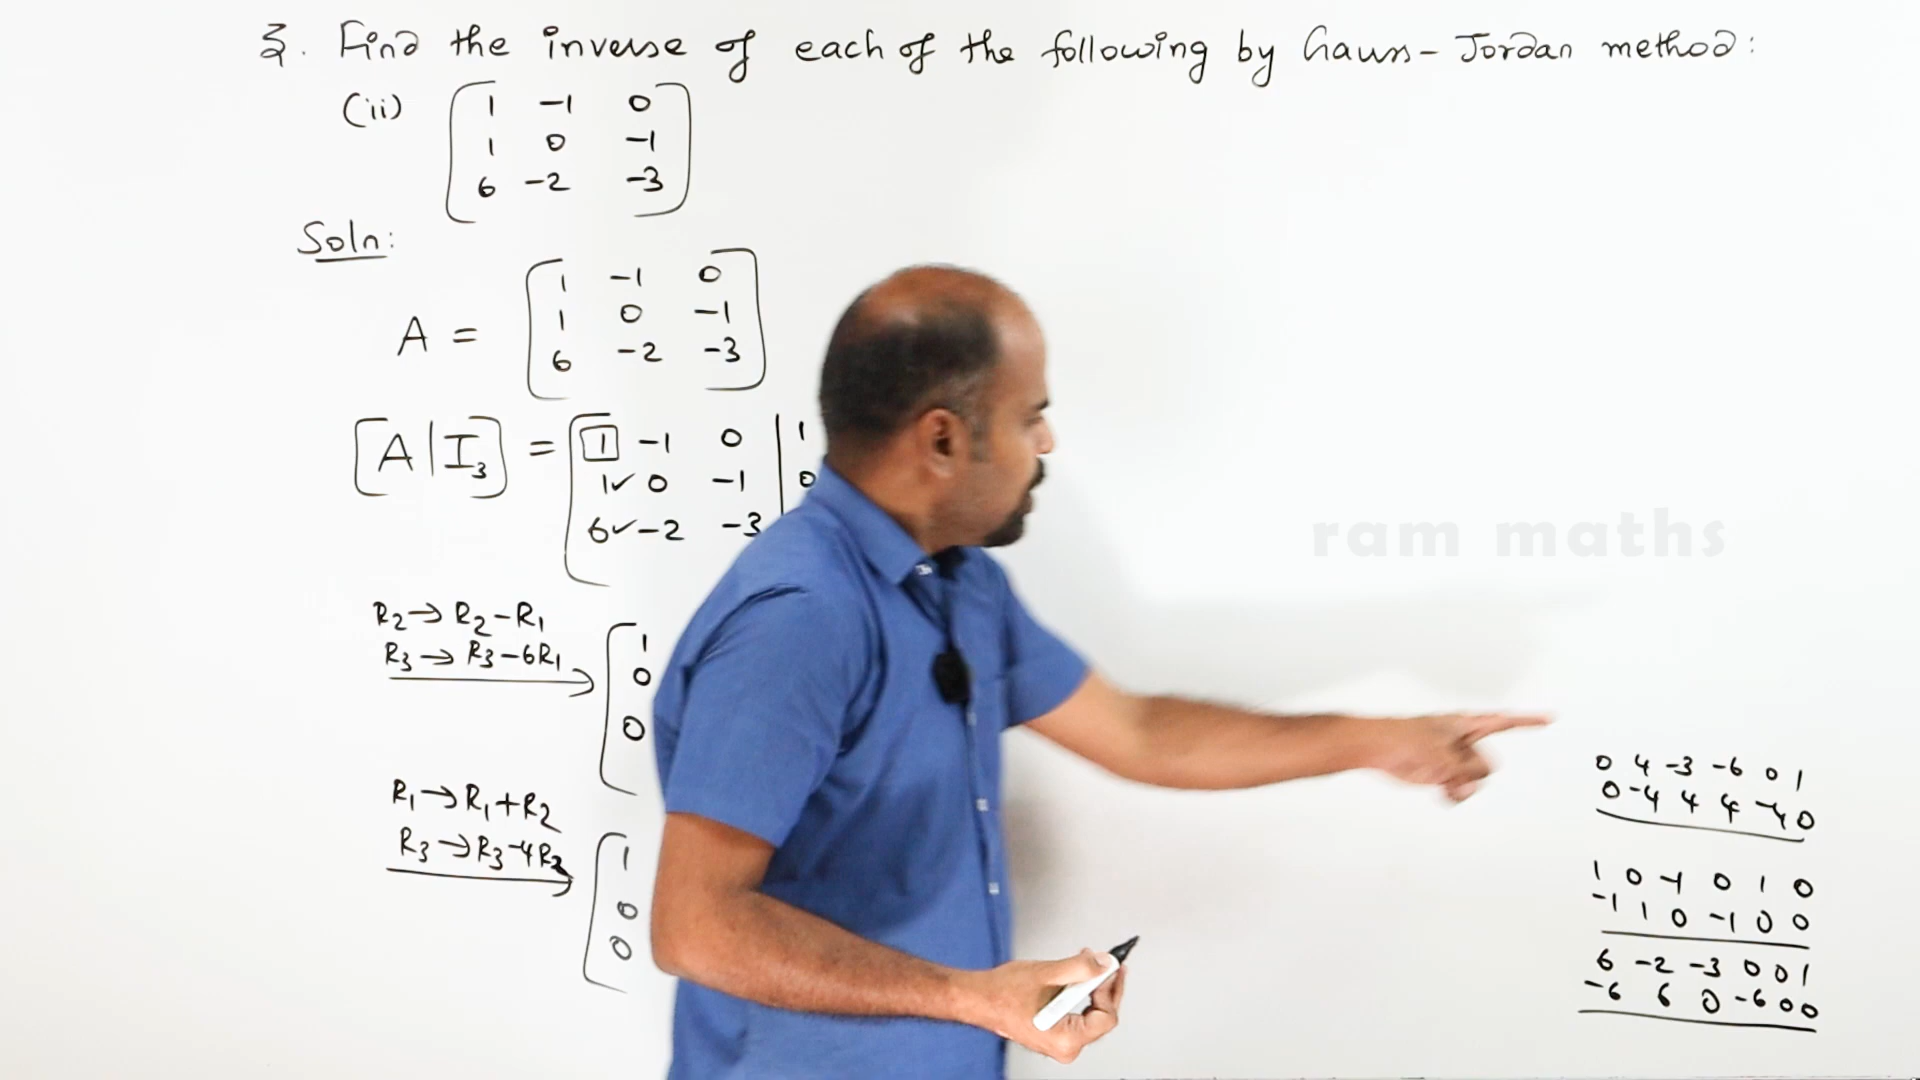 2. Find the inverse of each of the following by Gauss-Jordan method:
(ii) 1 -1 0
1 0 -1
6 -2 -3
Soln:
A = 1 -1 0
1 0 -1
6 -2 -3
[A|I3] = 1 -1 0 | 1
1✓ 0 -1 | 0
6✓ -2 -3
R2→R2-R1
R3→R3-6R1
1
0
0
R1→R1+R2
R3→R3-4R2
1
0
0
ram maths
0 4 -3 -6 0 1
0 -4 4 4 -4 0
1 0 -1 0 1 0
-1 1 0 -1 0 0
6 -2 -3 0 0 1
-6 6 0 -6 0 0